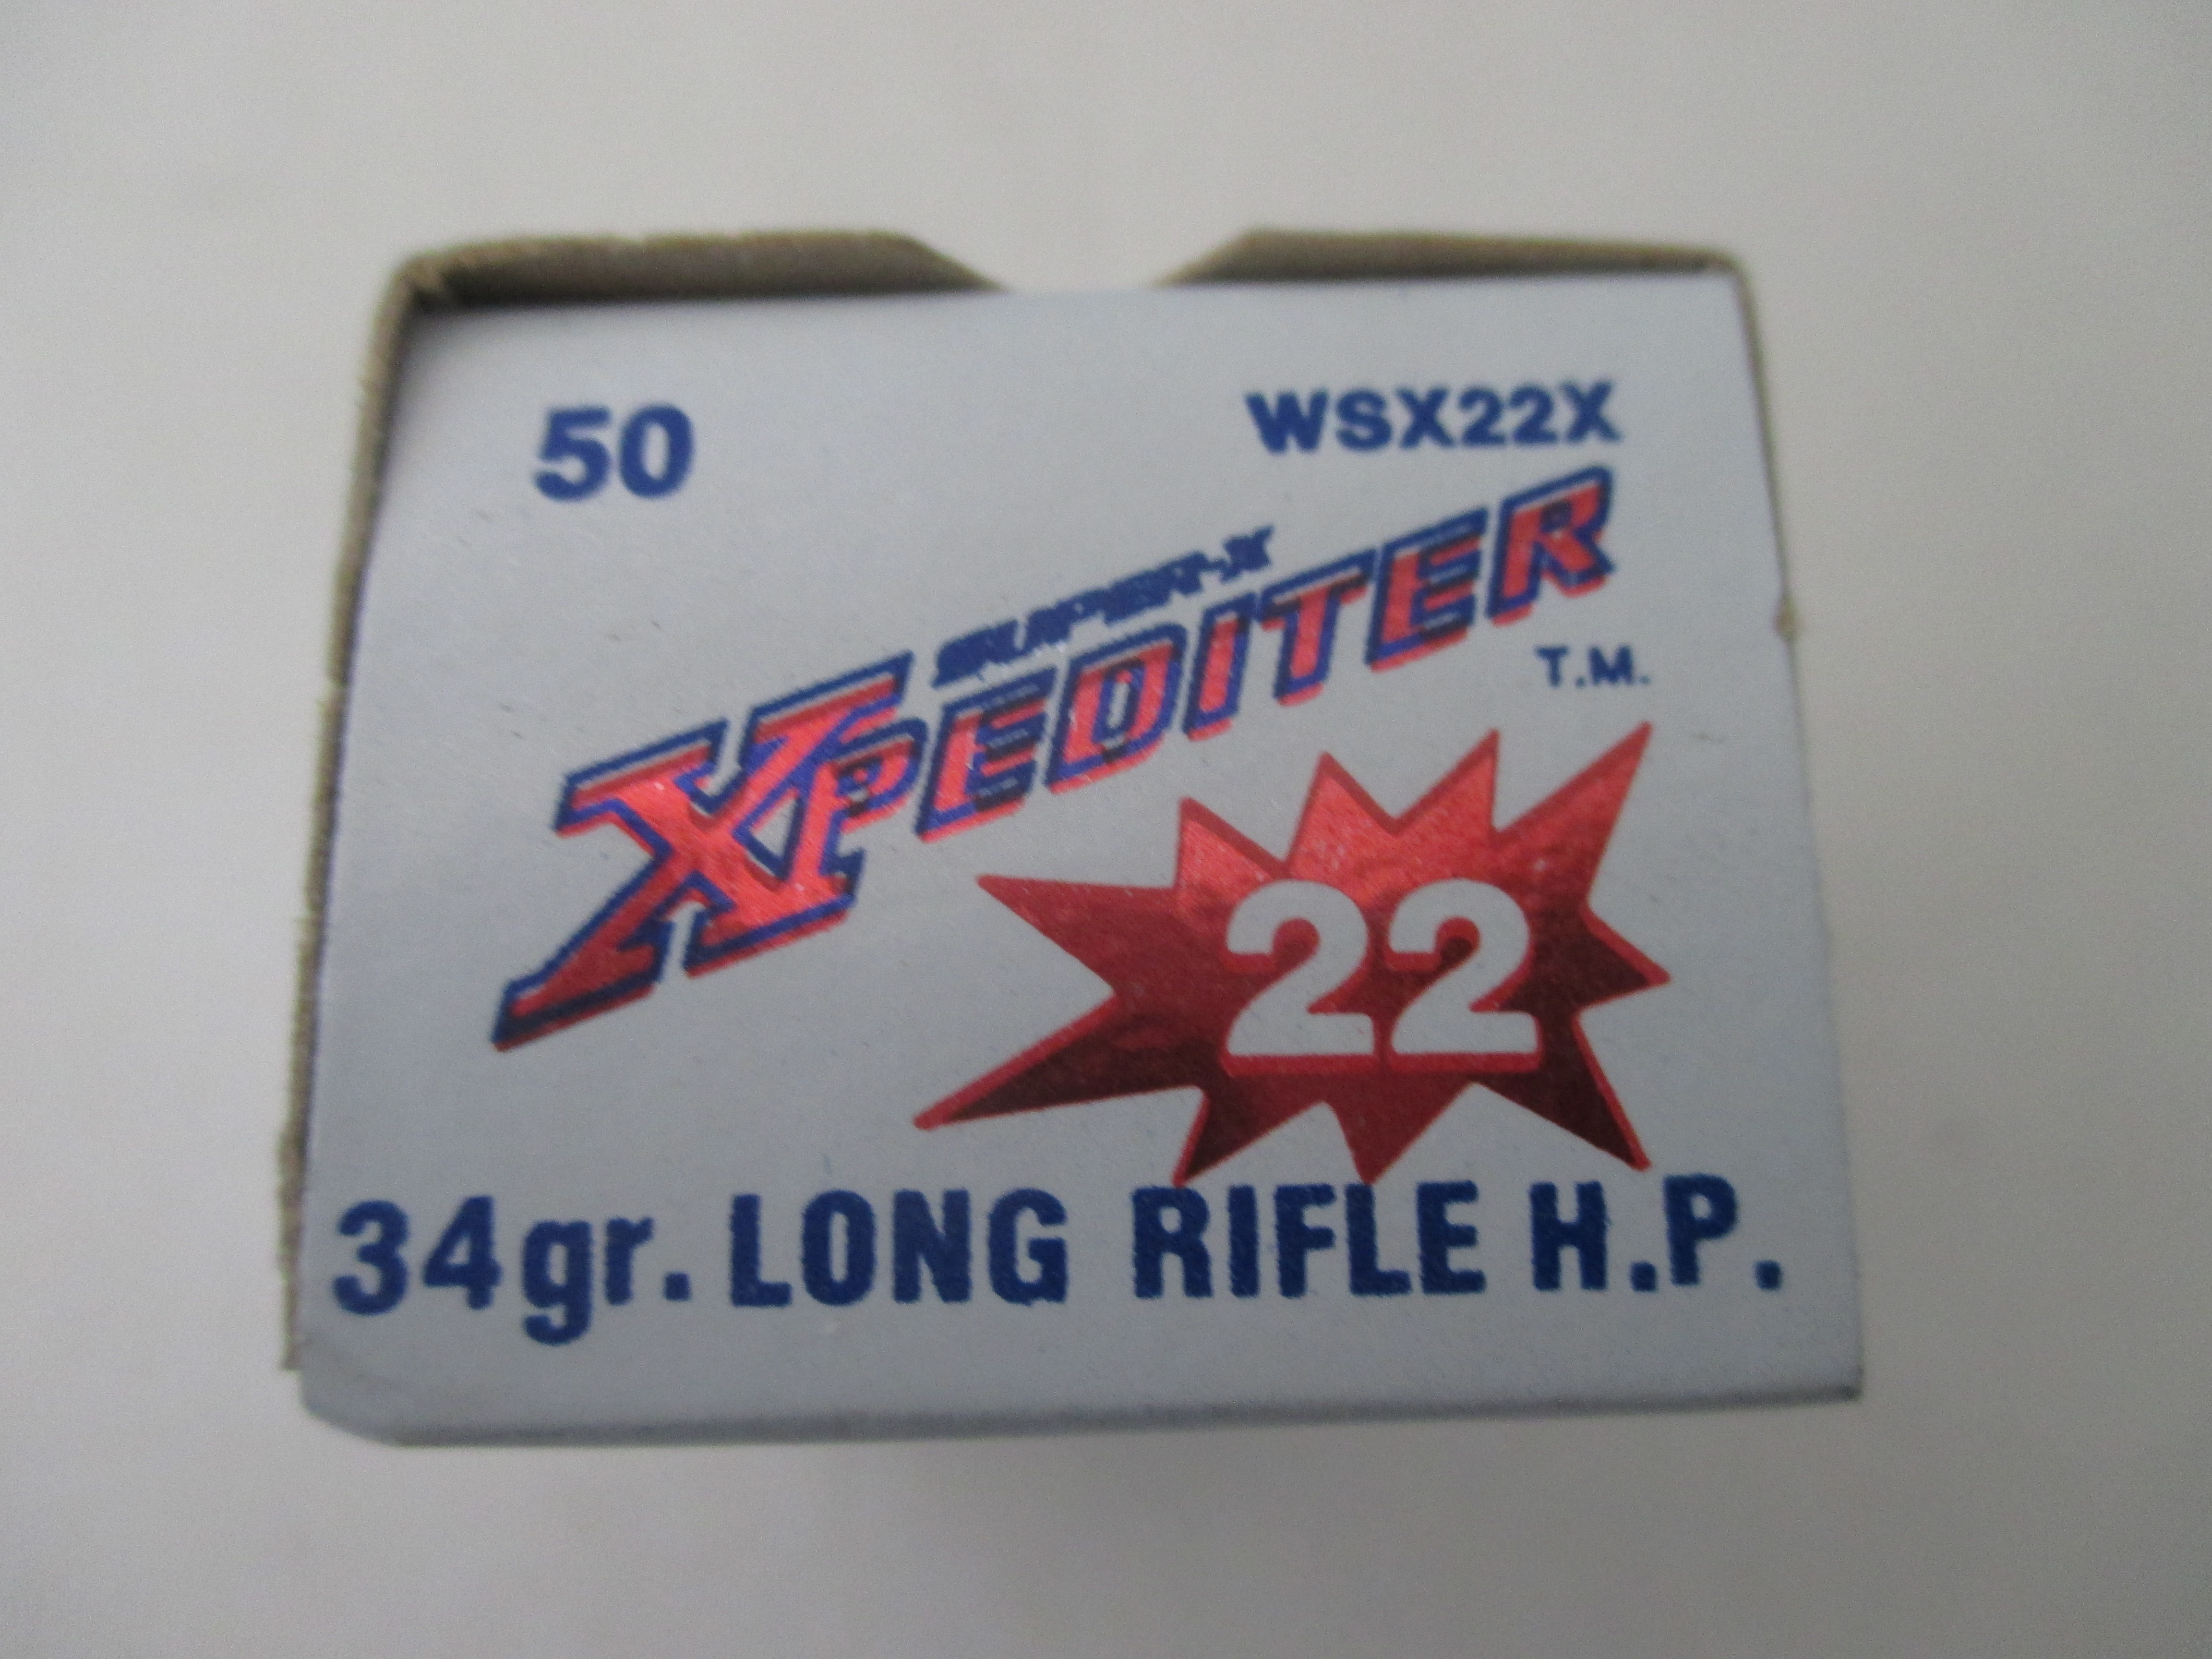 50 WSX22X
SUPER-X
XPEDITER
T.M.
22
34gr. LONG RIFLE H.P.